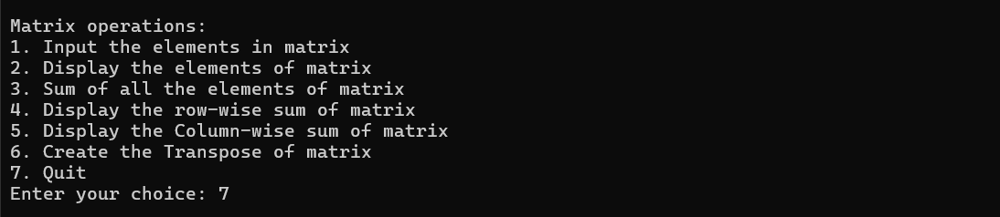 Matrix operations:
1. Input the elements in matrix
2. Display the elements of matrix
3. Sum of all the elements of matrix
4. Display the row-wise sum of matrix
5. Display the Column-wise sum of matrix
6. Create the Transpose of matrix
7. Quit
Enter your choice: 7